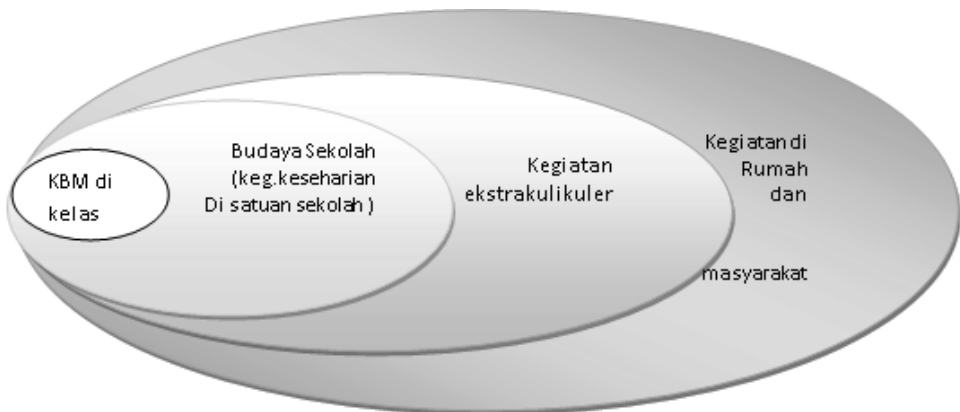 KBM di
kelas
Budaya Sekolah
(keg.keseharian
Di satuan sekolah )
Kegiatan
ekstrakulikuler
Kegiatan di
Rumah
dan
masyarakat